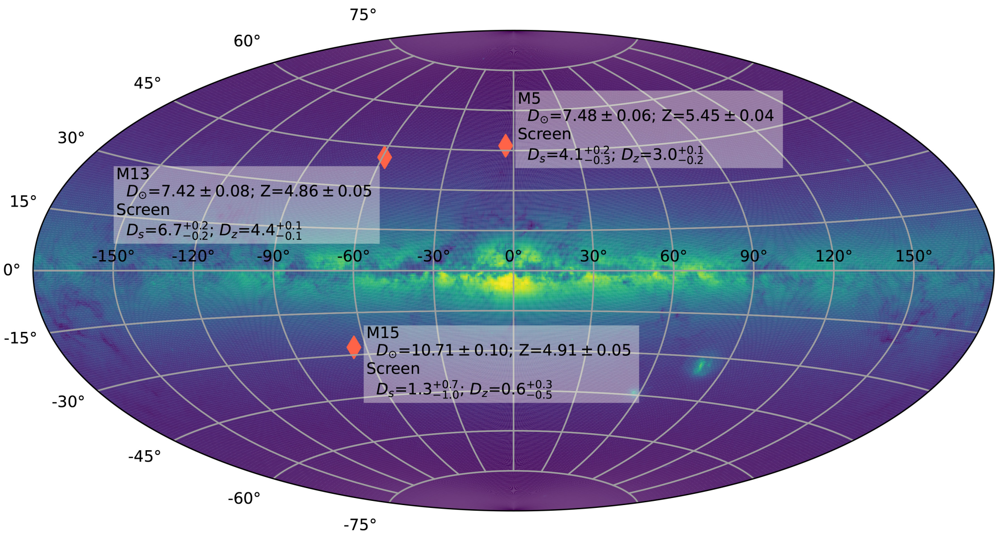 75°
60°
45°
30°
15°
0°
-15°
-30°
-45°
-60°
-75°
M5
D⊙=7.48 ± 0.06; Z=5.45 ± 0.04
Screen
Dₛ=4.1^{+0.2}_{−0.3}; D_z=3.0^{+0.1}_{−0.2}
M13
D⊙=7.42 ± 0.08; Z=4.86 ± 0.05
Screen
Dₛ=6.7^{+0.2}_{−0.2}; D_z=4.4^{+0.1}_{−0.1}
-150° -120° -90° -60° -30° 0° 30° 60° 90° 120° 150°
M15
D⊙=10.71 ± 0.10; Z=4.91 ± 0.05
Screen
Dₛ=1.3^{+0.7}_{−1.0}; D_z=0.6^{+0.3}_{−0.5}